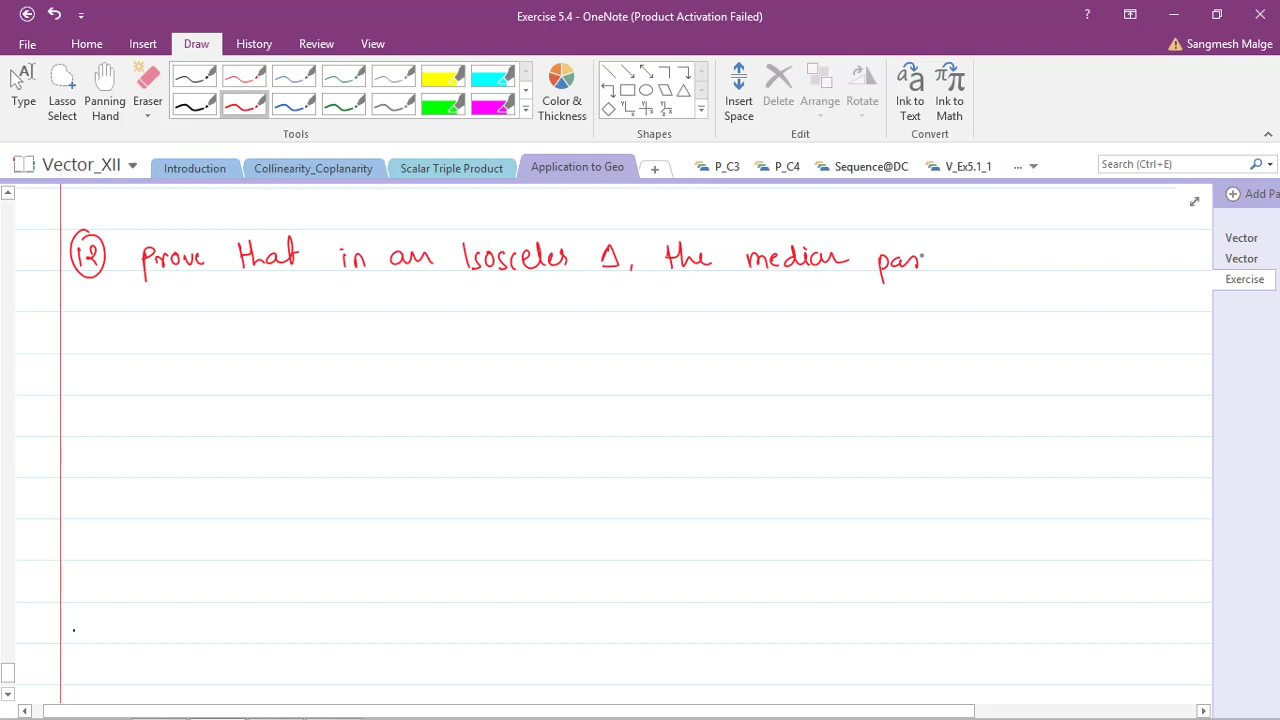 Exercise 5.4 - OneNote (Product Activation Failed)
File Home Insert Draw History Review View Sangmesh Malge
Type Lasso Select Panning Hand Eraser Color & Thickness Insert Space Delete Arrange Rotate Ink to Text Ink to Math
Tools Shapes Edit Convert
Vector_XII Introduction Collinearity_Coplanarity Scalar Triple Product Application to Geo P_C3 P_C4 Sequence@DC V_Ex5.1_1 ... Search (Ctrl+E)
Add Pa
Vector
Vector
Exercise
12 prove that in an Isosceles Δ, the median pas